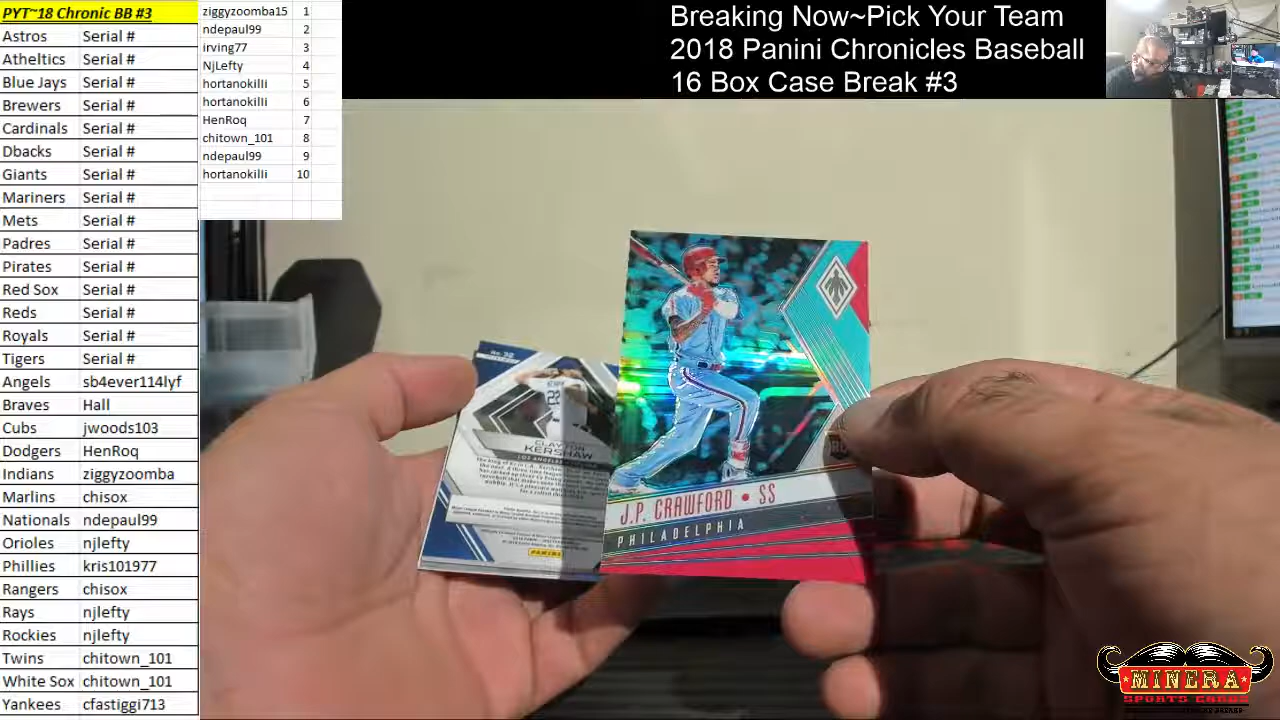 PYT~18 Chronic BB #3
Astros Serial #
Atheltics Serial #
Blue Jays Serial #
Brewers Serial #
Cardinals Serial #
Dbacks Serial #
Giants Serial #
Mariners Serial #
Mets Serial #
Padres Serial #
Pirates Serial #
Red Sox Serial #
Reds Serial #
Royals Serial #
Tigers Serial #
Angels sb4ever114lyf
Braves Hall
Cubs jwoods103
Dodgers HenRoq
Indians ziggyzoomba
Marlins chisox
Nationals ndepaul99
Orioles njlefty
Phillies kris101977
Rangers chisox
Rays njlefty
Rockies njlefty
Twins chitown_101
White Sox chitown_101
Yankees cfastiggi713
ziggyzoomba15 1
ndepaul99 2
irving77 3
NjLefty 4
hortanokilli 5
hortanokilli 6
HenRoq 7
chitown_101 8
ndepaul99 9
hortanokilli 10
Breaking Now~Pick Your Team
2018 Panini Chronicles Baseball
16 Box Case Break #3
CLAYTON
KERSHAW
LOS ANGELES
PANINI
J.P. CRAWFORD • SS
PHILADELPHIA
MINERA
SPORTS GOODS